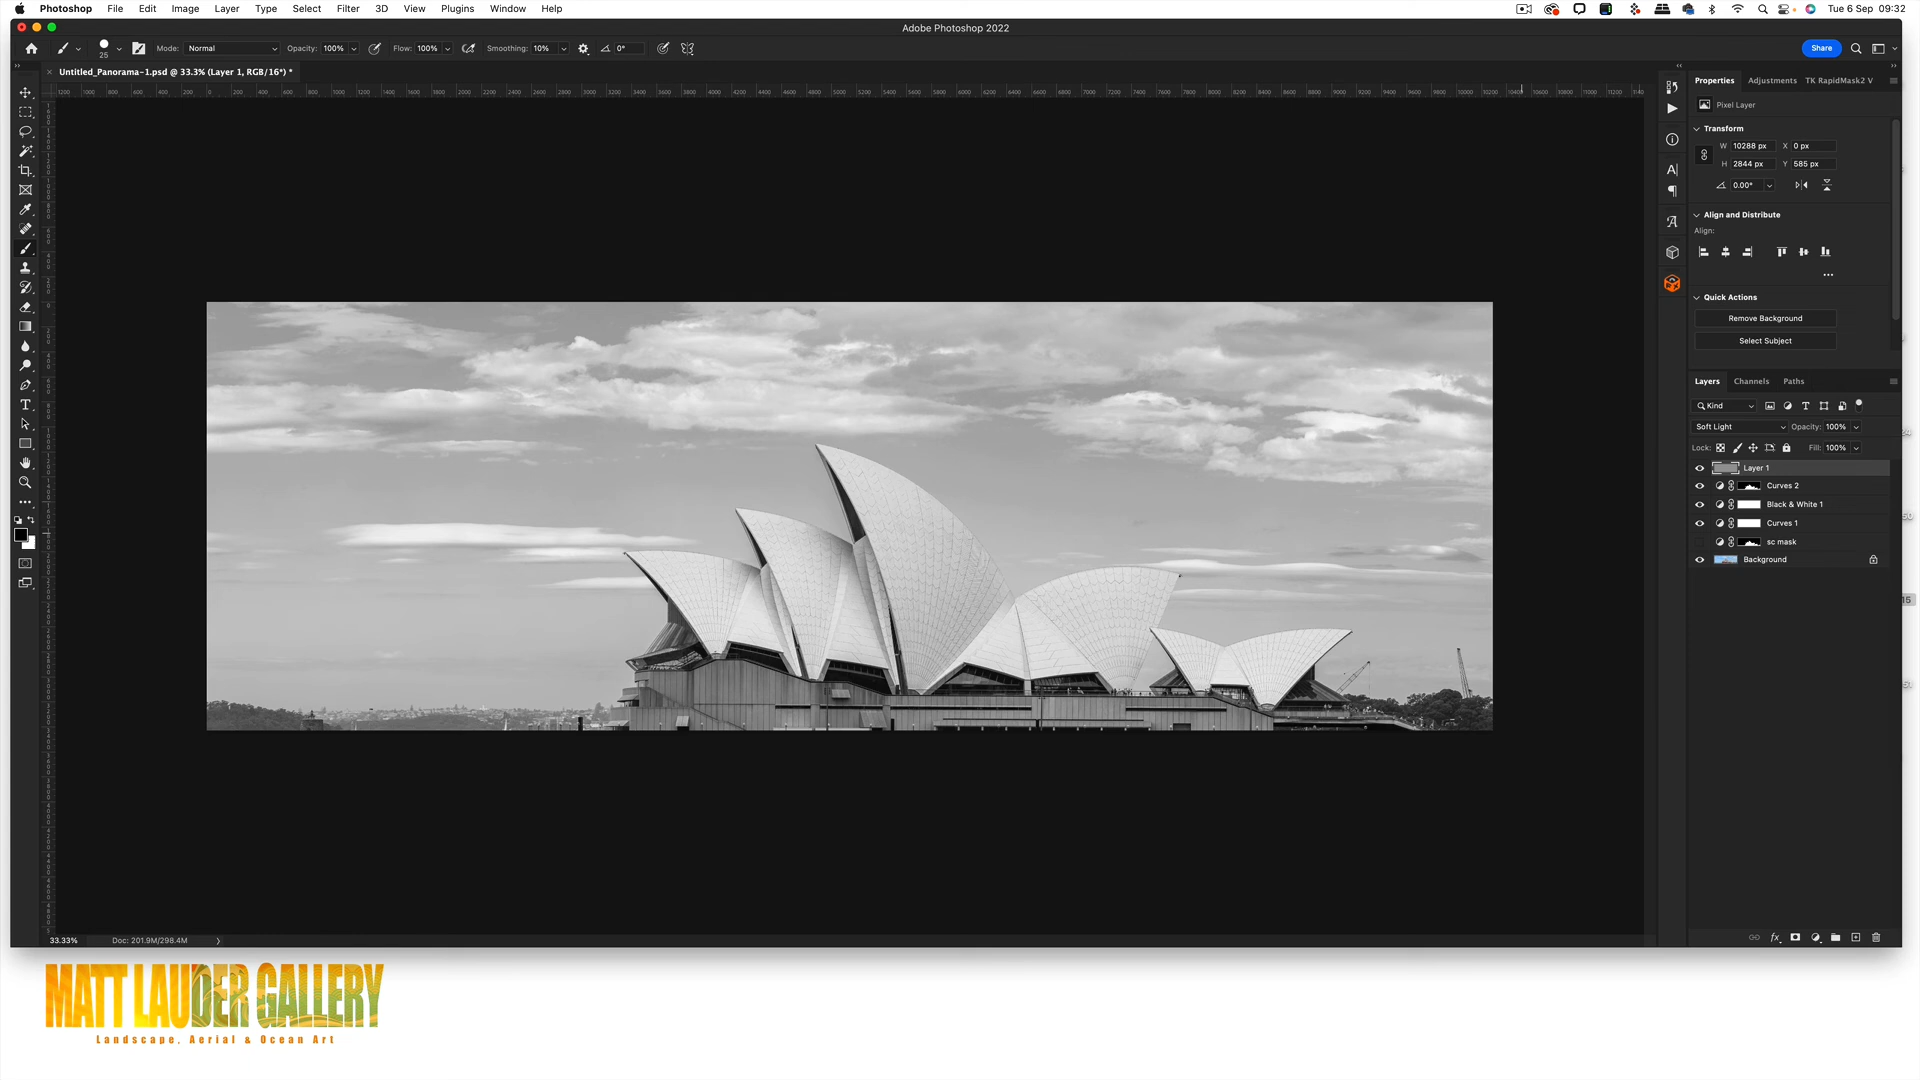 Photoshop File Edit Image Layer Type Select Filter 3D View Plugins Window Help Tue 6 Sep 09:32
Adobe Photoshop 2022
25 Mode: Normal Opacity: 100% Flow: 100% Smoothing: 10% 0° Share
Untitled_Panorama-1.psd @ 33.3% (Layer 1, RGB/16*) *
Properties Adjustments TK RapidMask2 V
Pixel Layer
Transform
W 10288 px X 0 px
H 2844 px Y 585 px
0.00°
Align and Distribute
Align:
Quick Actions
Remove Background
Select Subject
Layers Channels Paths
Kind
Soft Light Opacity: 100%
Lock: Fill: 100%
Layer 1
Curves 2
Black & White 1
Curves 1
sc mask
Background
33.33% Doc: 201.9M/298.4M
MATT LAUDER GALLERY
Landscape, Aerial & Ocean Art